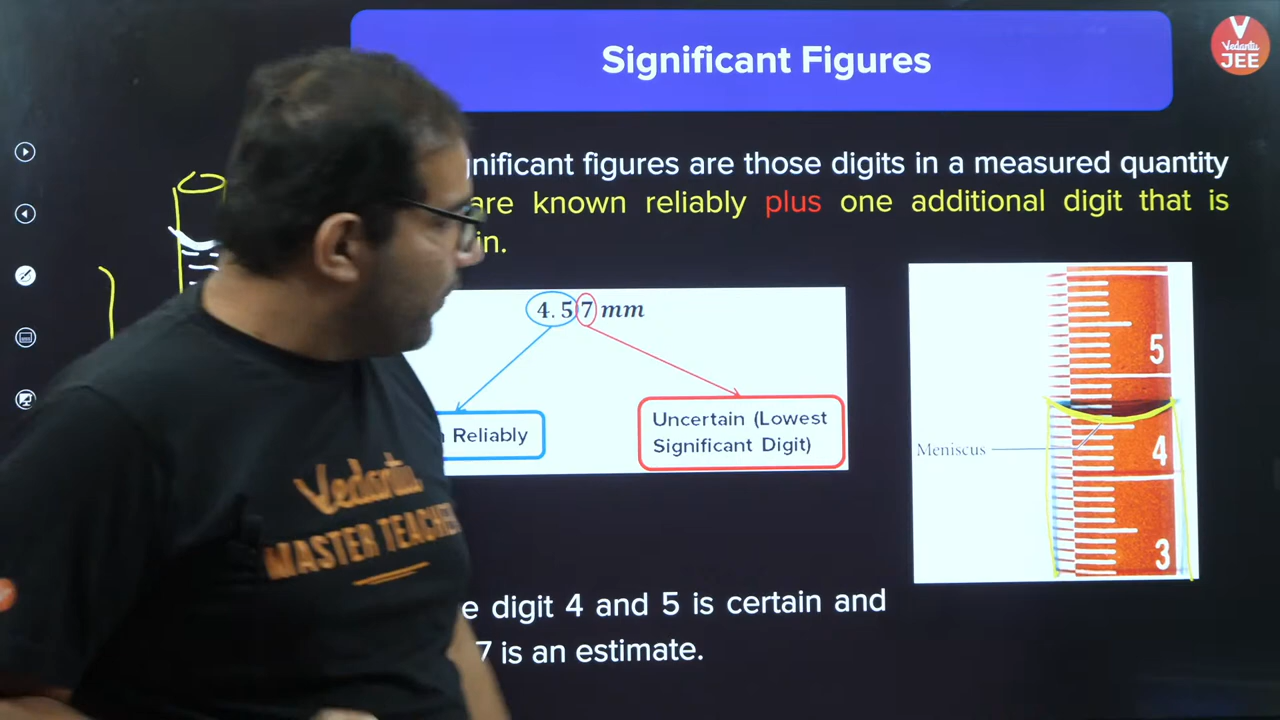 Significant Figures
V
Vedantu
JEE
gnificant figures are those digits in a measured quantity
are known reliably plus one additional digit that is
in.
4.57 mm
Reliably
Uncertain (Lowest
Significant Digit)
5
Meniscus
4
3
e digit 4 and 5 is certain and
7 is an estimate.
Vedantu
MASTER TEACHER